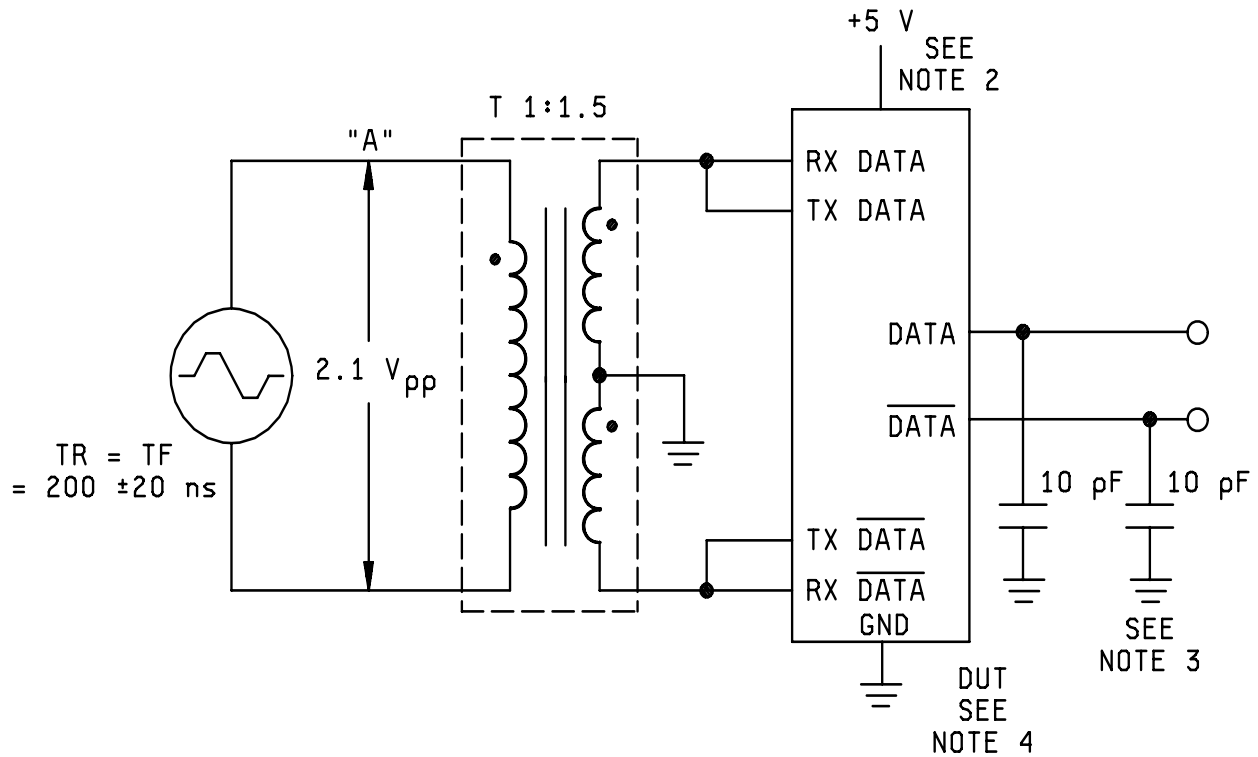 +5 V
SEE
NOTE 2
T 1:1.5
"A"
RX DATA
TX DATA
DATA
2.1 Vpp
DATA
TR = TF
= 200 ±20 ns
10 pF
10 pF
TX DATA
RX DATA
GND
SEE
NOTE 3
DUT
SEE
NOTE 4